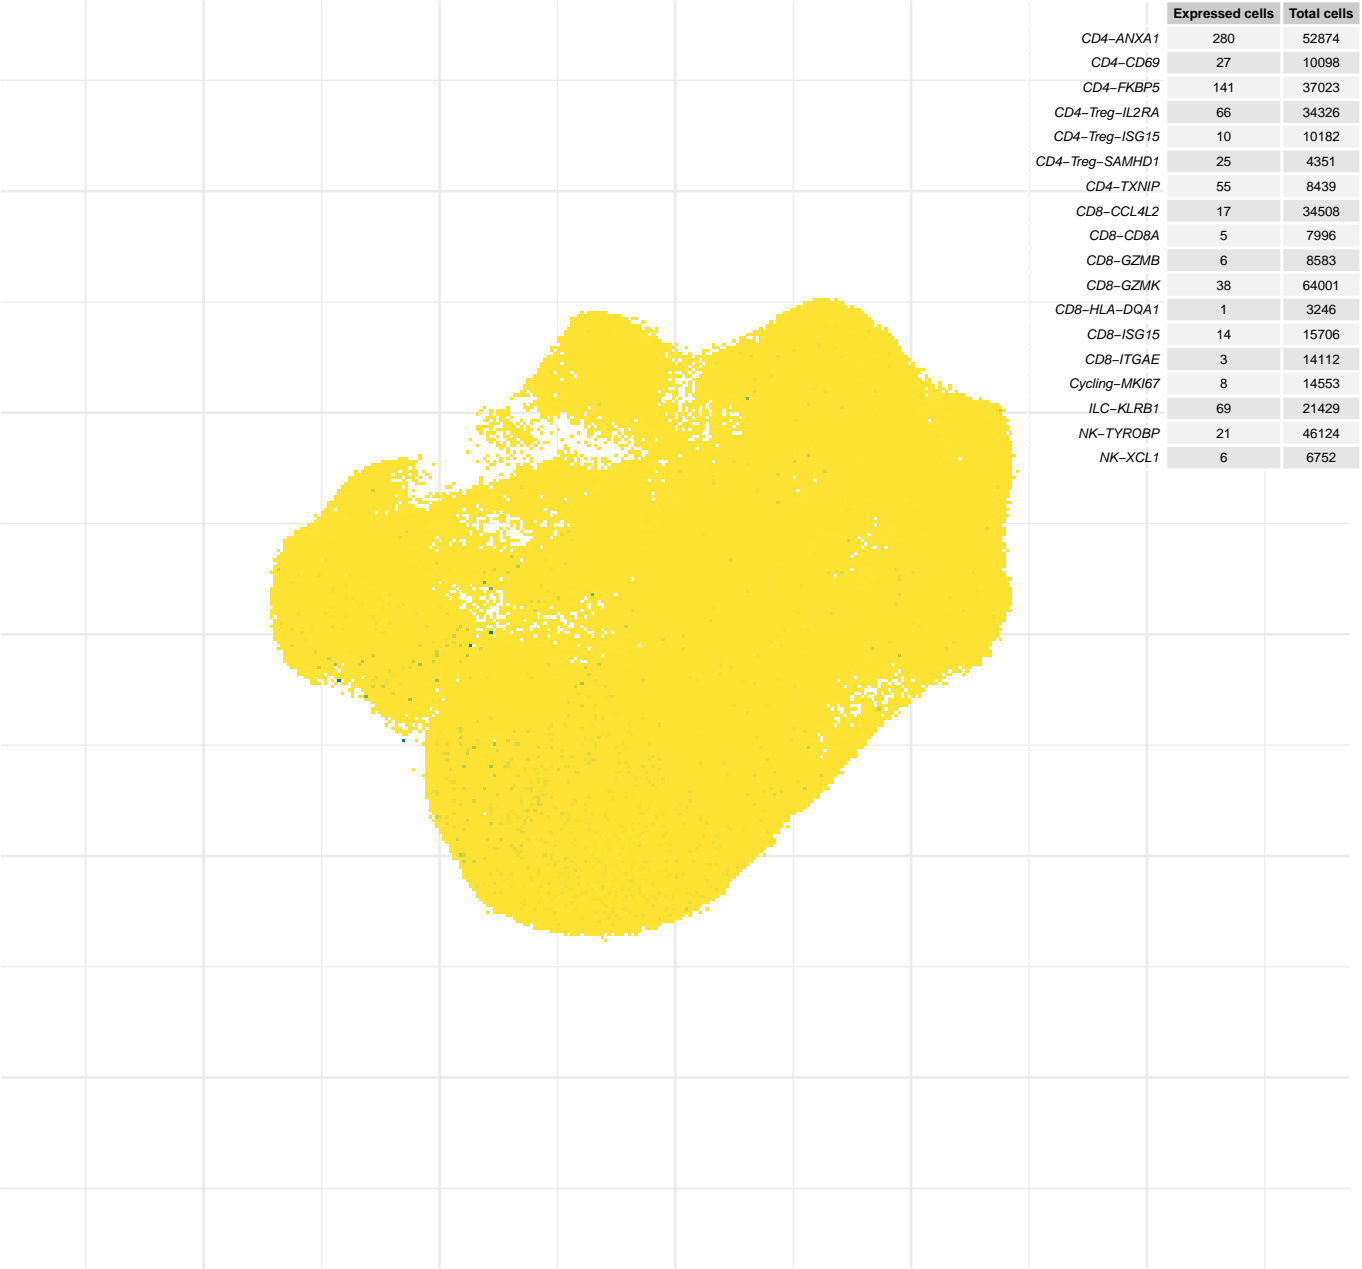 Expressed cells Total cells
CD4−ANXA1 280 52874
CD4−CD69 27 10098
CD4−FKBP5 141 37023
CD4−Treg−IL2RA 66 34326
CD4−Treg−ISG15 10 10182
CD4−Treg−SAMHD1 25 4351
CD4−TXNIP 55 8439
CD8−CCL4L2 17 34508
CD8−CD8A 5 7996
CD8−GZMB 6 8583
CD8−GZMK 38 64001
CD8−HLA−DQA1 1 3246
CD8−ISG15 14 15706
CD8−ITGAE 3 14112
Cycling−MKI67 8 14553
ILC−KLRB1 69 21429
NK−TYROBP 21 46124
NK−XCL1 6 6752